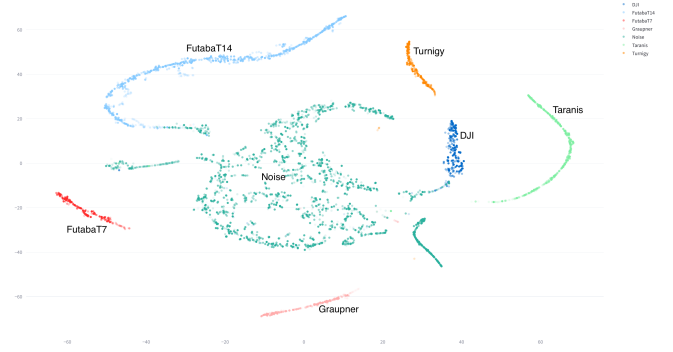 DJI
FutabaT14
FutabaT7
Graupner
Noise
Taranis
Turnigy
60
40
20
0
−20
−40
−60
−60
−40
−20
0
20
40
60
FutabaT14
Turnigy
Taranis
DJI
Noise
FutabaT7
Graupner